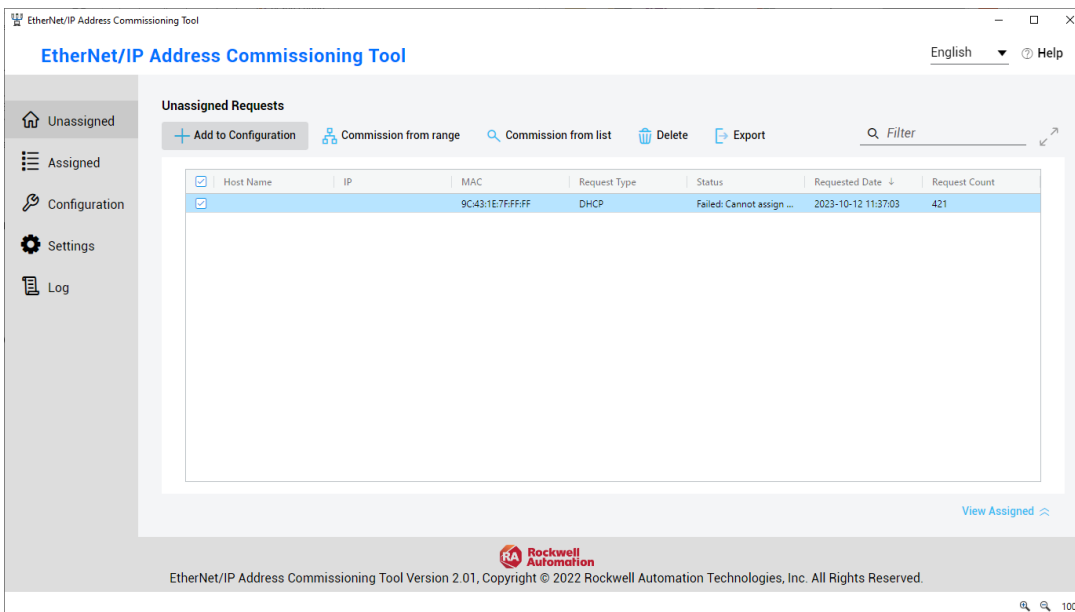 EtherNet/IP Address Commissioning Tool
EtherNet/IP Address Commissioning Tool
English
Help
Unassigned
Assigned
Configuration
Settings
Log
Unassigned Requests
Add to Configuration Commission from range Commission from list Delete Export Filter
Host Name IP MAC Request Type Status Requested Date Request Count
9C:43:1E:7F:FF:FF DHCP Failed: Cannot assign ... 2023-10-12 11:37:03 421
View Assigned
RA Rockwell
Automation
EtherNet/IP Address Commissioning Tool Version 2.01, Copyright © 2022 Rockwell Automation Technologies, Inc. All Rights Reserved.
100